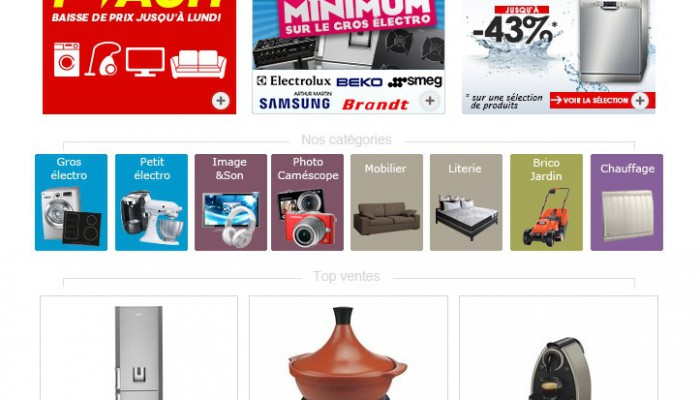 BAISSE DE PRIX JUSQU'À LUNDI
MINIMUM
SUR LE GROS ÉLECTRO
Electrolux BEKO smeg
ARTHUR MARTIN
SAMSUNG Brandt
JUSQU'À
-43%*
* sur une sélection
de produits
VOIR LA SÉLECTION
Nos catégories
Gros
électro
Petit
électro
Image
&Son
Photo
Caméscope
Mobilier
Literie
Brico
Jardin
Chauffage
Top ventes